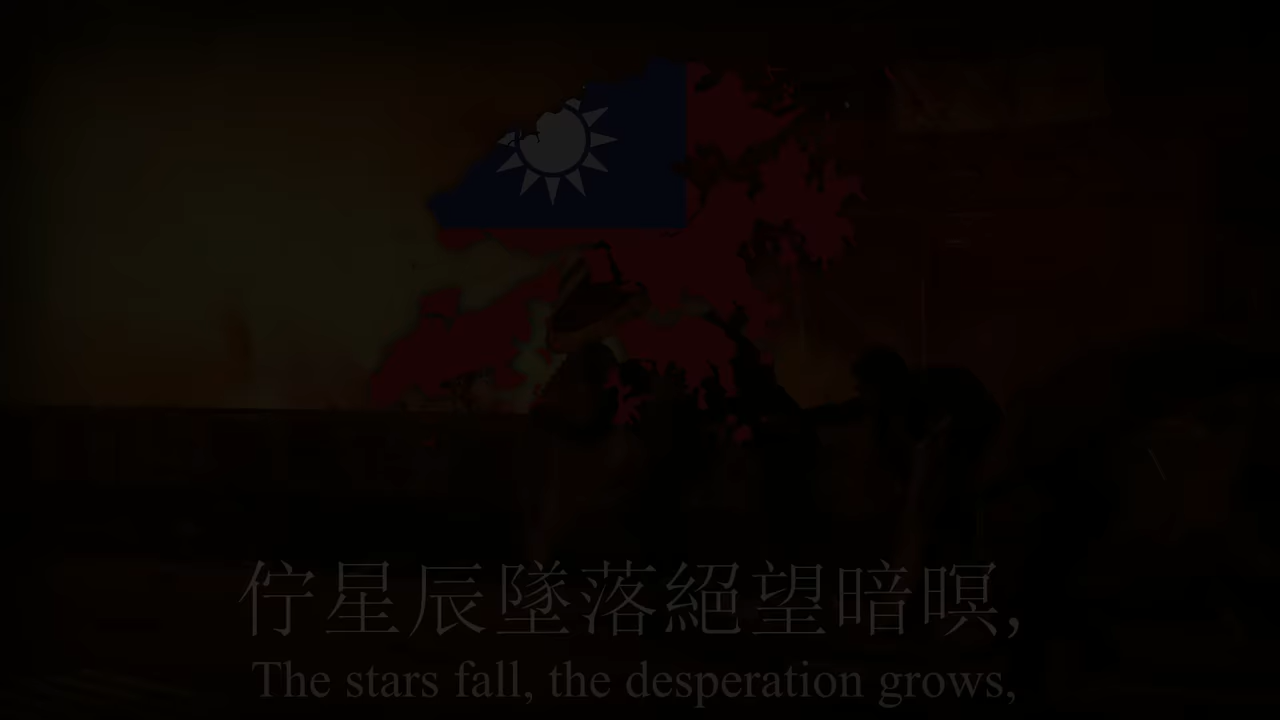 佇星辰墜落絕望暗暝,
The stars fall, the desperation grows,